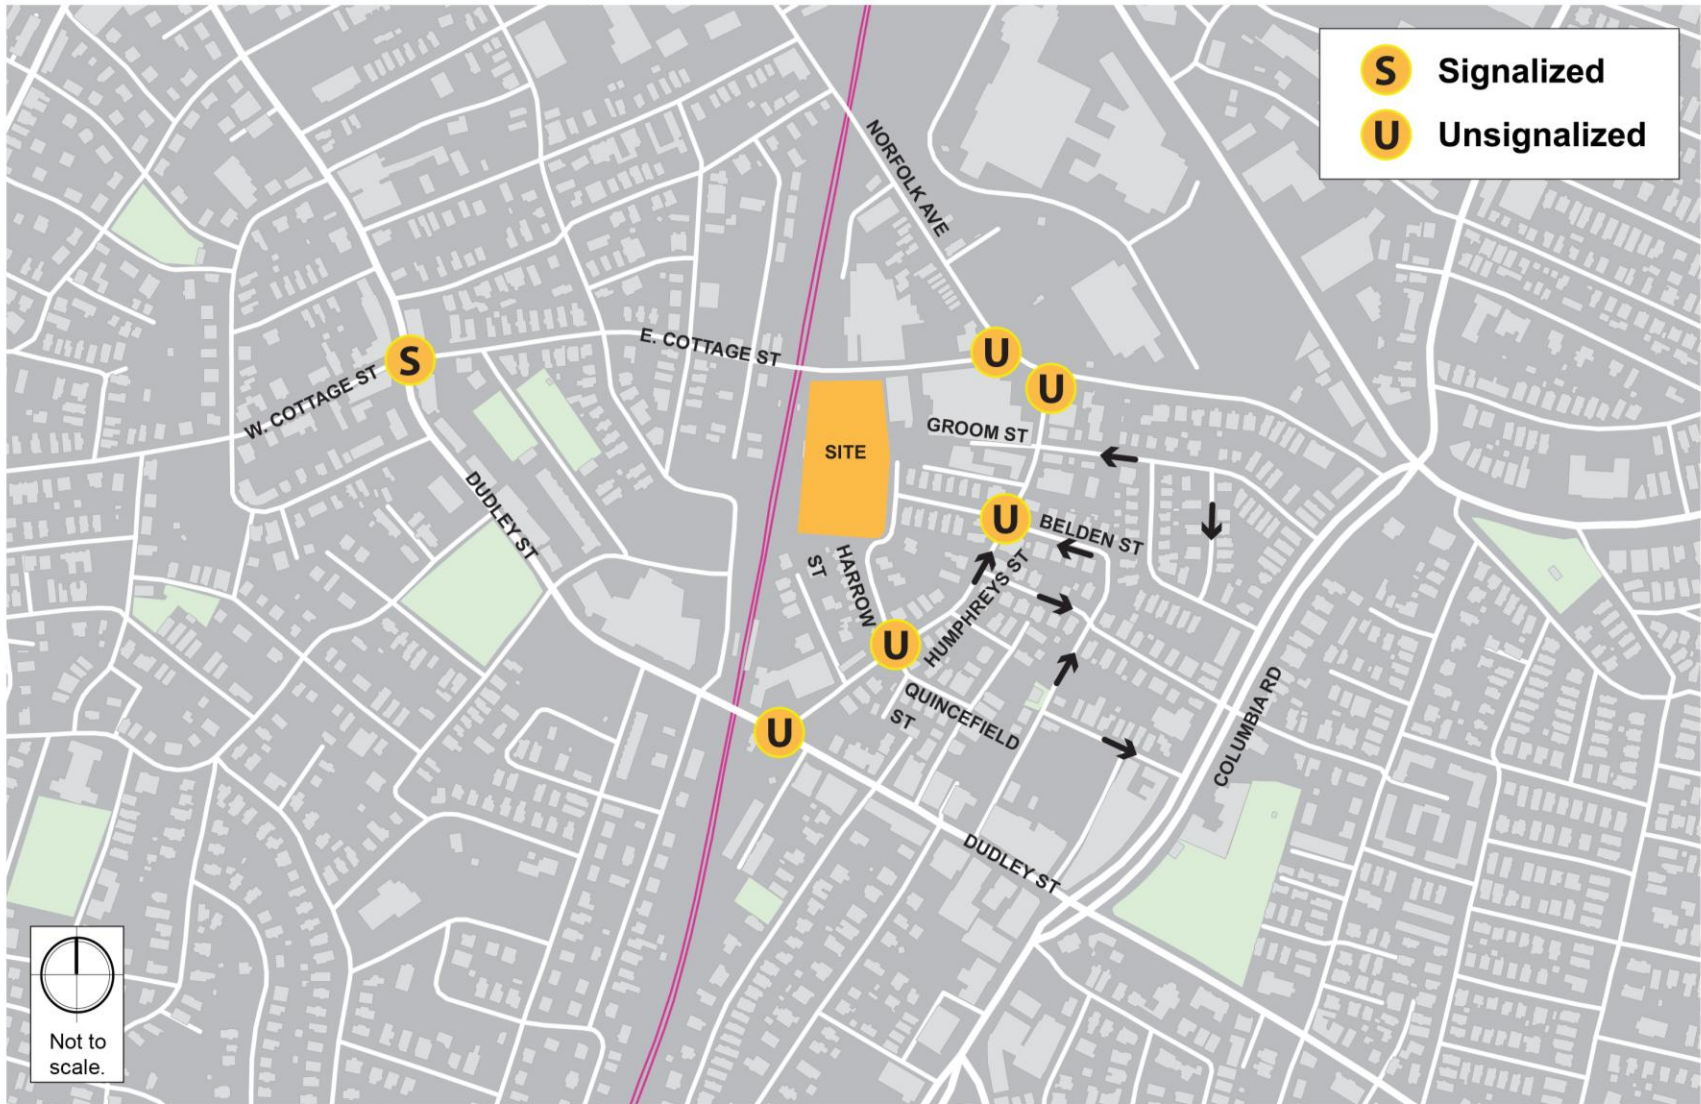 S Signalized
U Unsignalized
NORFOLK AVE
E. COTTAGE ST
U
S
U
W. COTTAGE ST
GROOM ST
SITE
DUDLEY ST
U
BELDEN ST
HARROW
ST
HUMPHREYS ST
U
QUINCEFIELD
ST
COLUMBIA RD
U
DUDLEY ST
Not to
scale.